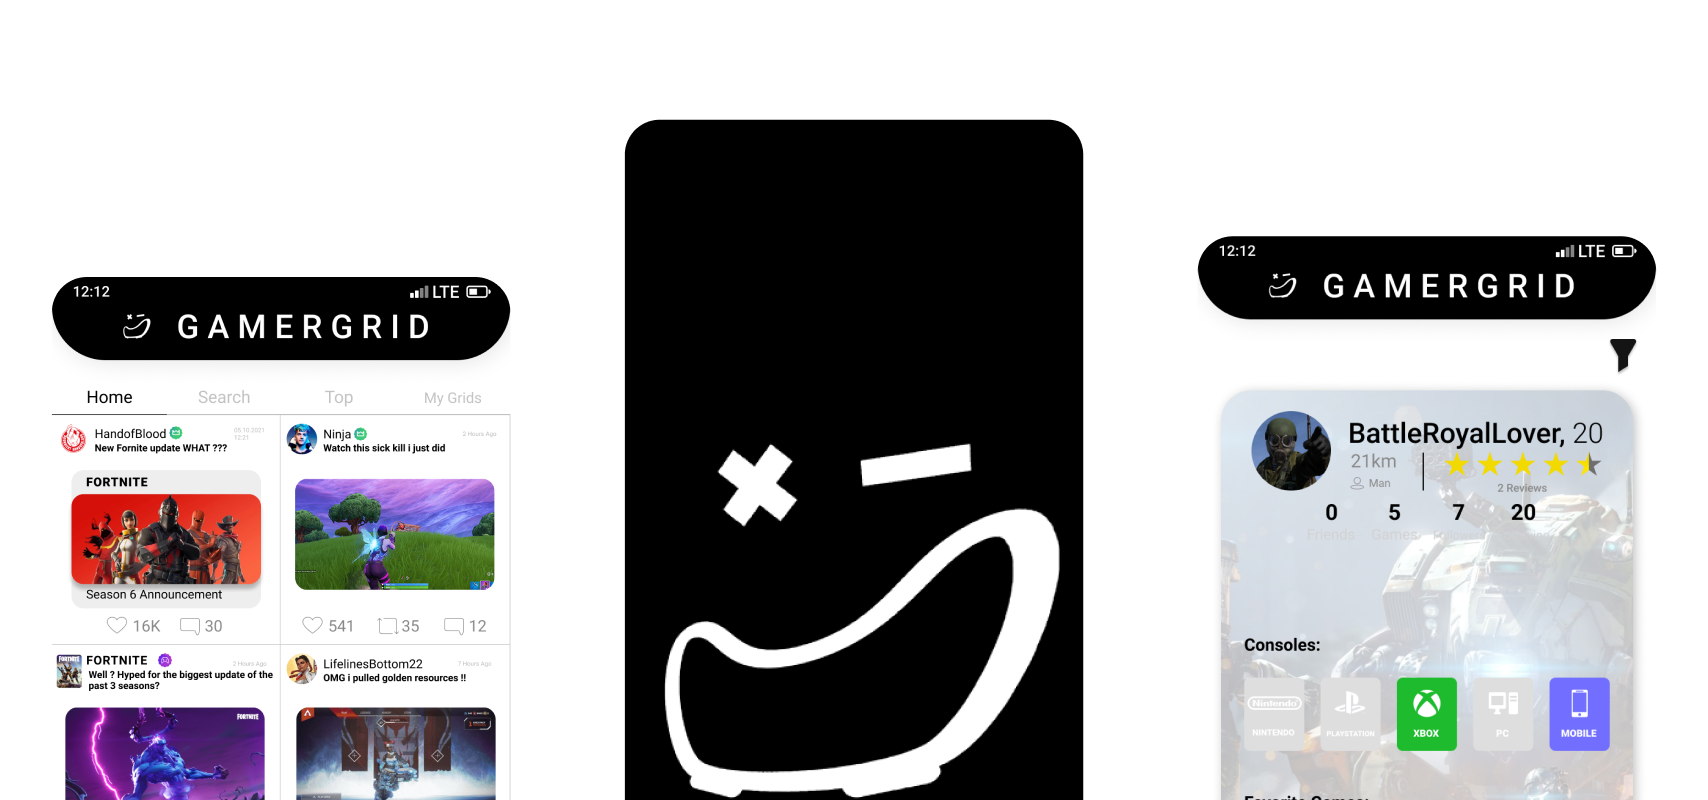 12:12
LTE
GAMERGRID
Home
Search
Top
My Grids
HandofBlood
05.10.2021
12:21
New Fornite update WHAT ???
FORTNITE
Season 6 Announcement
16K
30
Ninja
2 Hours Ago
Watch this sick kill i just did
541
35
12
FORTNITE
FORTNITE
2 Hours Ago
Well ? Hyped for the biggest update of the
past 3 seasons?
FORTNITE
LifelinesBottom22
7 Hours Ago
OMG i pulled golden resources !!
12:12
LTE
GAMERGRID
BattleRoyalLover, 20
21km
Man
2 Reviews
0
5
7
20
Friends
Games
Consoles:
Nintendo
NINTENDO
PLAYSTATION
XBOX
PC
MOBILE
Favorite Games: